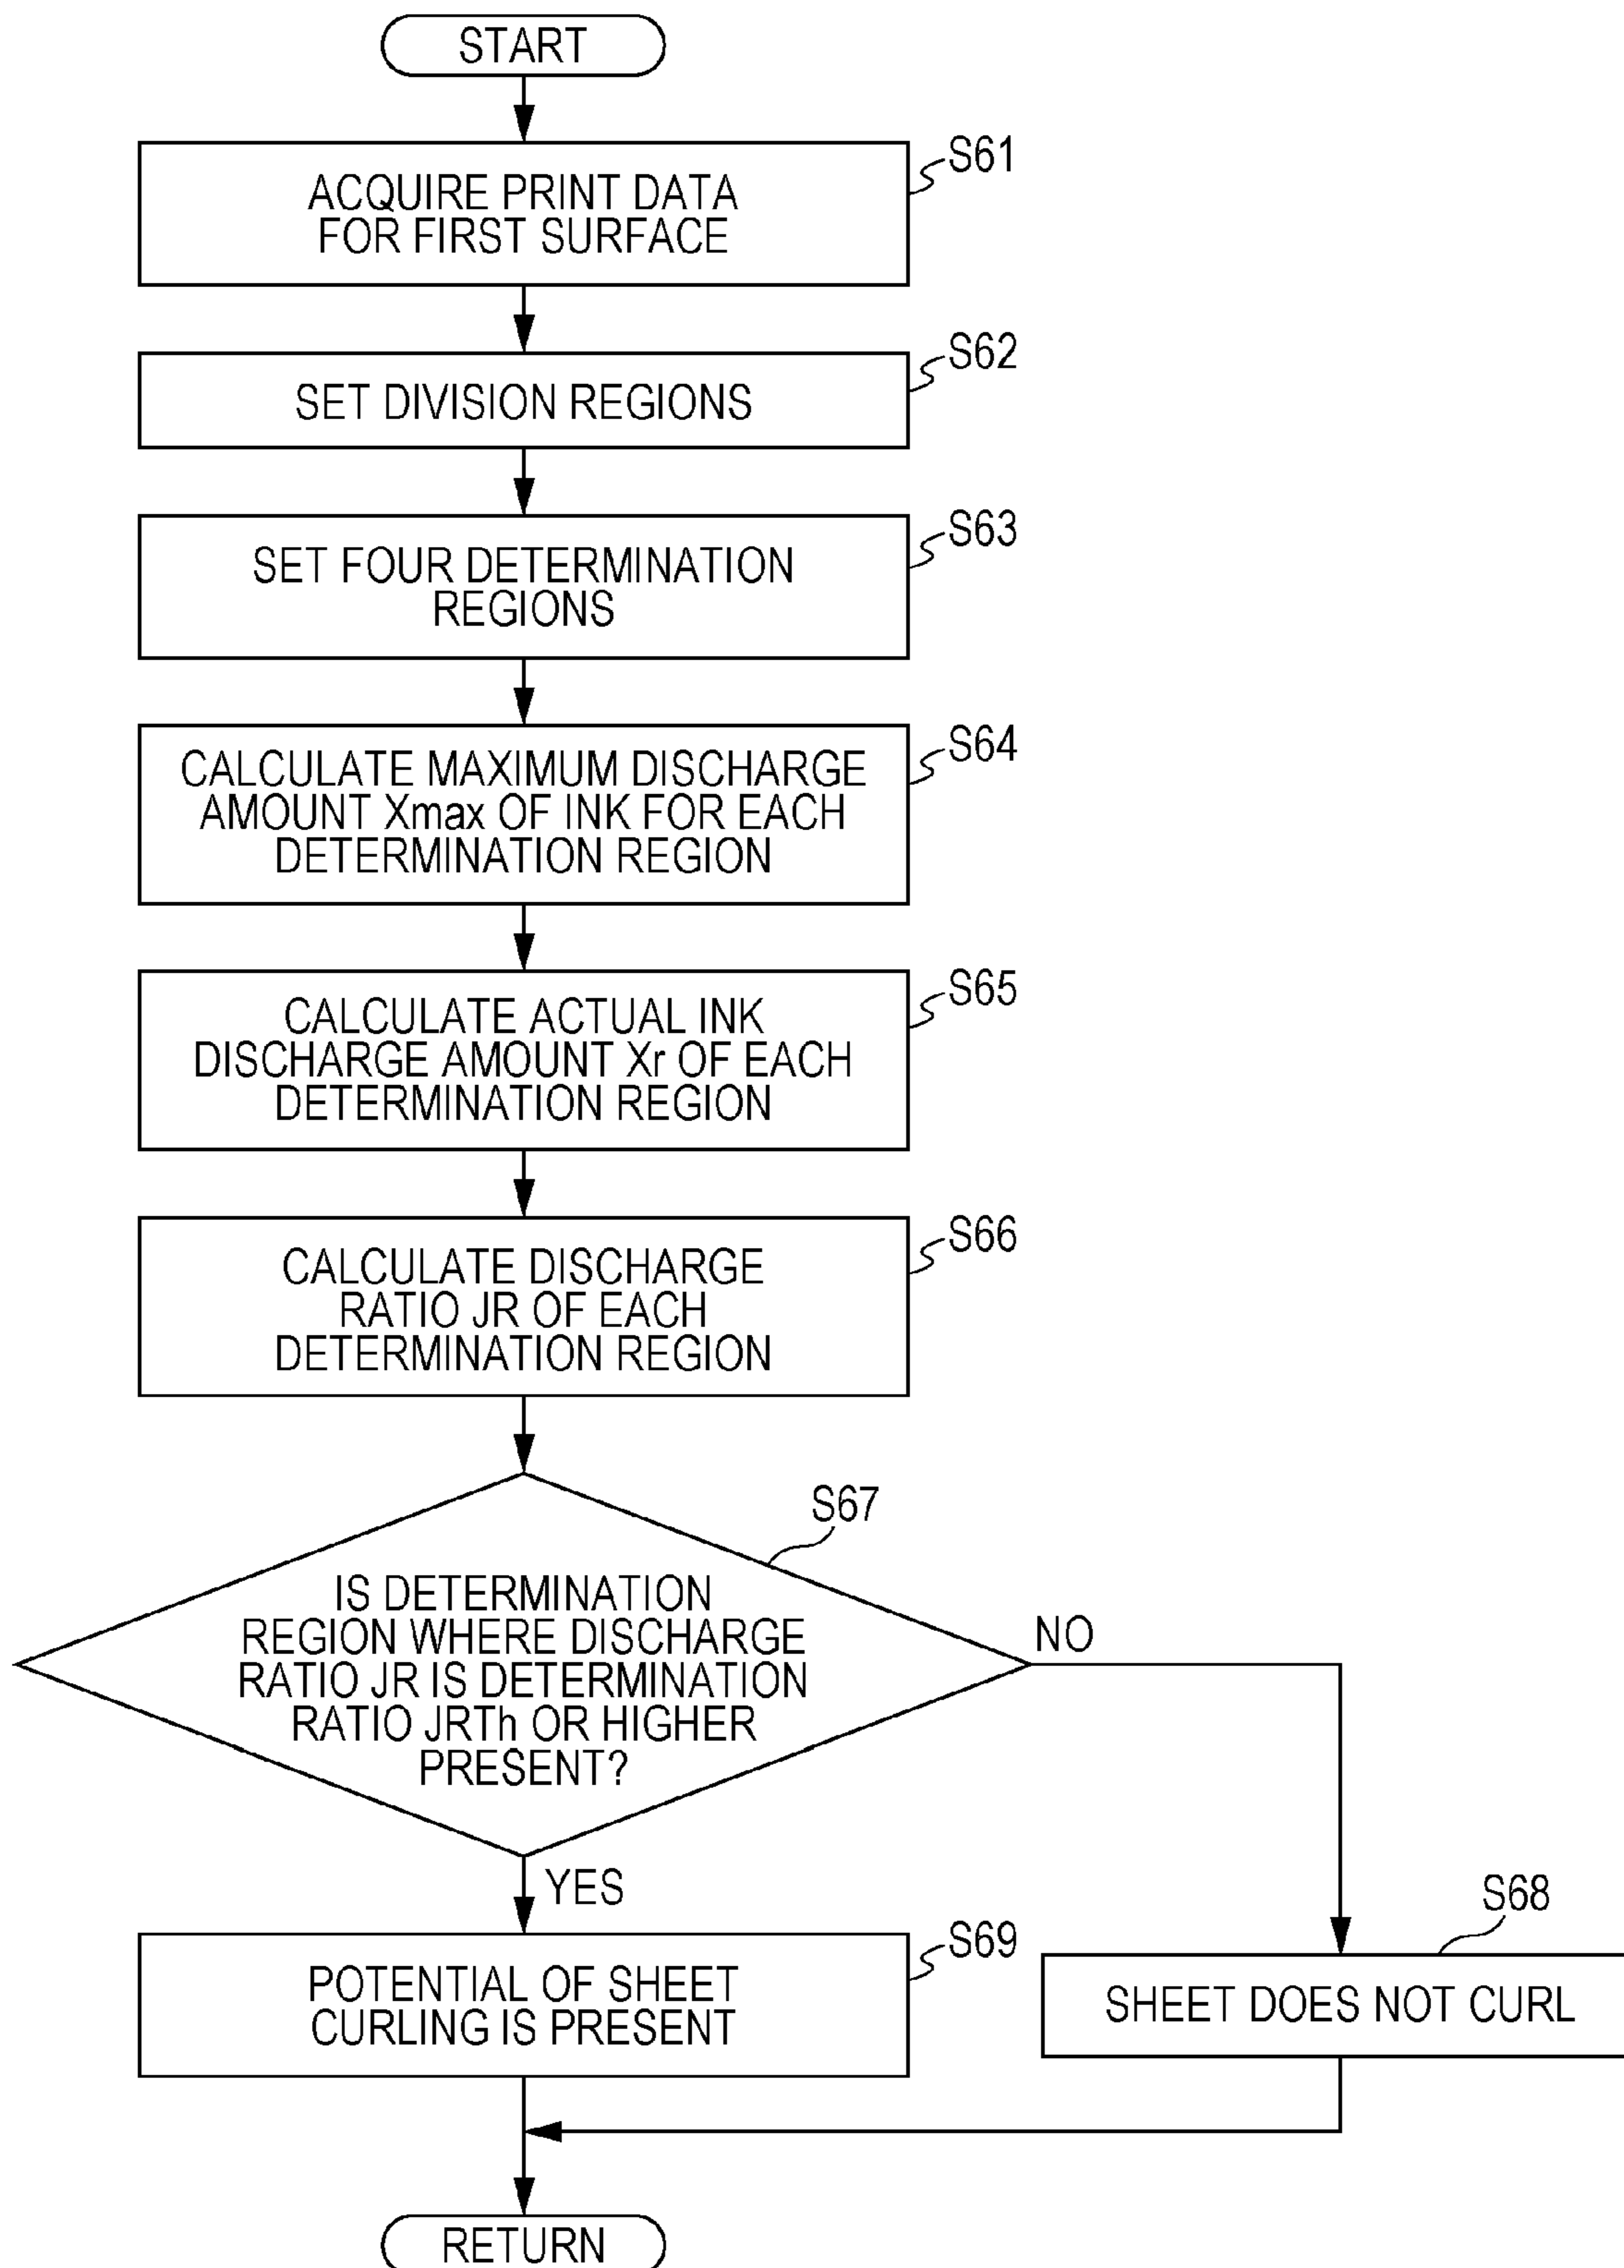 START
S61
ACQUIRE PRINT DATA
FOR FIRST SURFACE
S62
SET DIVISION REGIONS
S63
SET FOUR DETERMINATION
REGIONS
S64
CALCULATE MAXIMUM DISCHARGE
AMOUNT Xmax OF INK FOR EACH
DETERMINATION REGION
S65
CALCULATE ACTUAL INK
DISCHARGE AMOUNT Xr OF EACH
DETERMINATION REGION
S66
CALCULATE DISCHARGE
RATIO JR OF EACH
DETERMINATION REGION
S67
IS DETERMINATION
REGION WHERE DISCHARGE
RATIO JR IS DETERMINATION
RATIO JRTh OR HIGHER
PRESENT?
NO
YES
S68
SHEET DOES NOT CURL
S69
POTENTIAL OF SHEET
CURLING IS PRESENT
RETURN